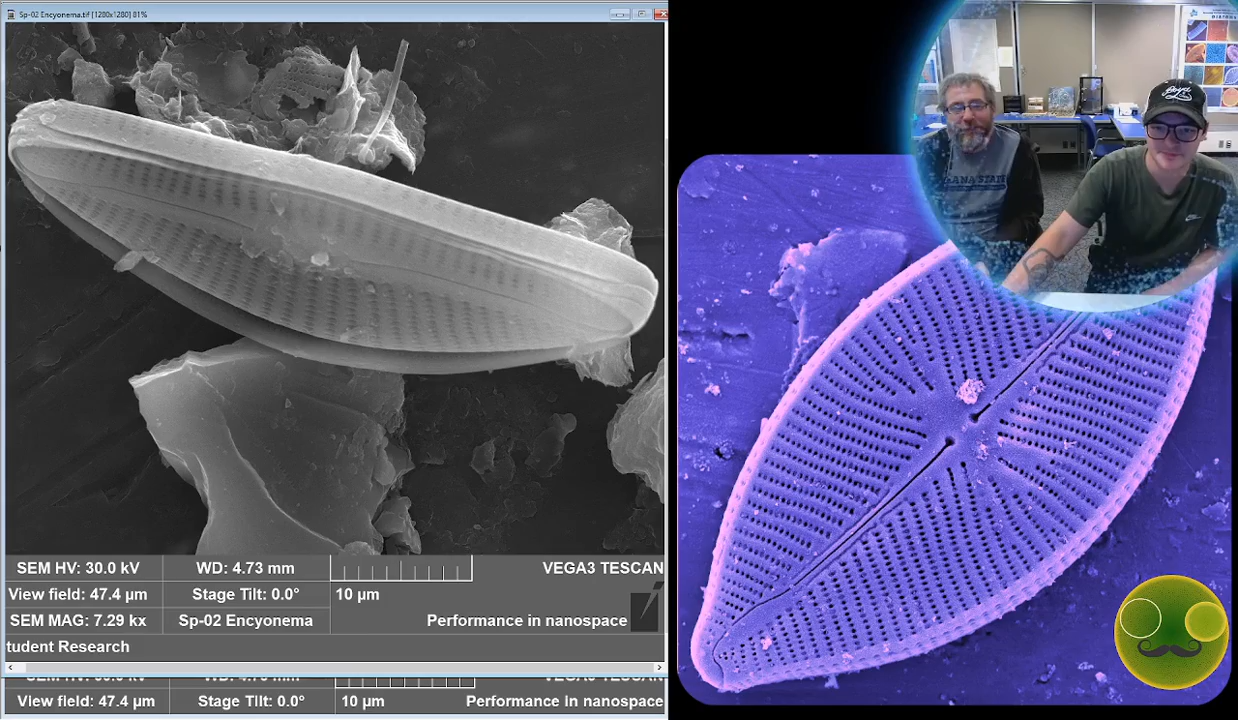 Sp-02 Encyonema.tif [1280x1280] 81%
SEM HV: 30.0 kV
WD: 4.73 mm
VEGA3 TESCAN
View field: 47.4 µm
Stage Tilt: 0.0°
10 µm
SEM MAG: 7.29 kx
Sp-02 Encyonema
Performance in nanospace
tudent Research
View field: 47.4 µm
Stage Tilt: 0.0°
10 µm
Performance in nanospace